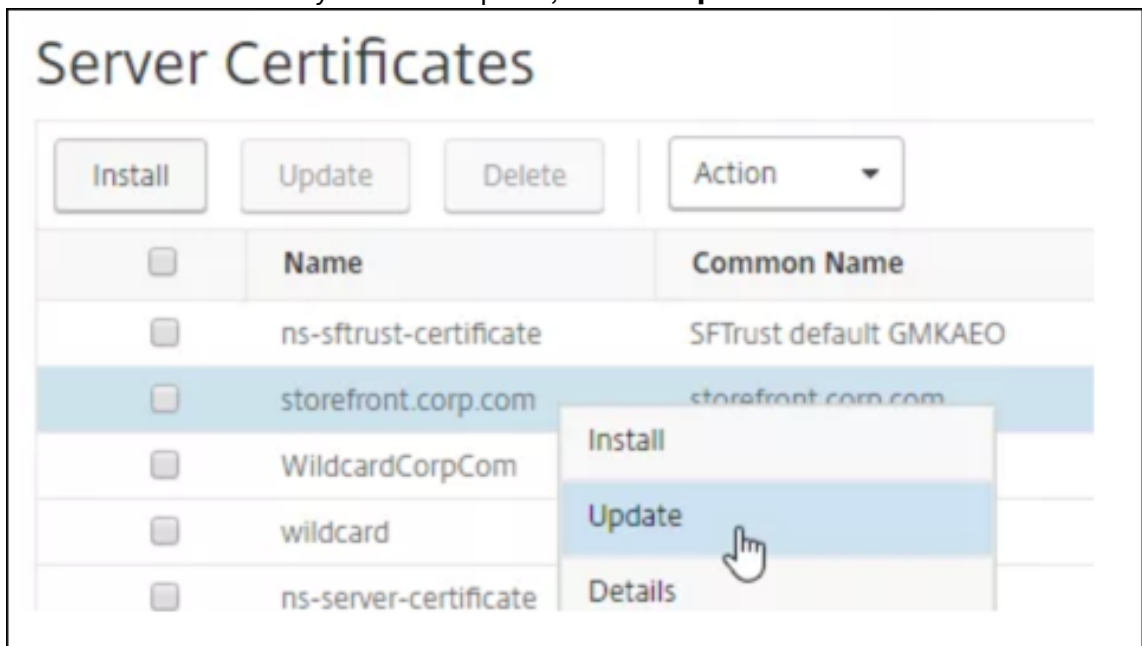 Server Certificates
Install Update Delete Action
Name Common Name
ns-sftrust-certificate SFTrust default GMKAEO
storefront.corp.com storefront.corp.com
Install
WildcardCorpCom
Update
wildcard
Details
ns-server-certificate